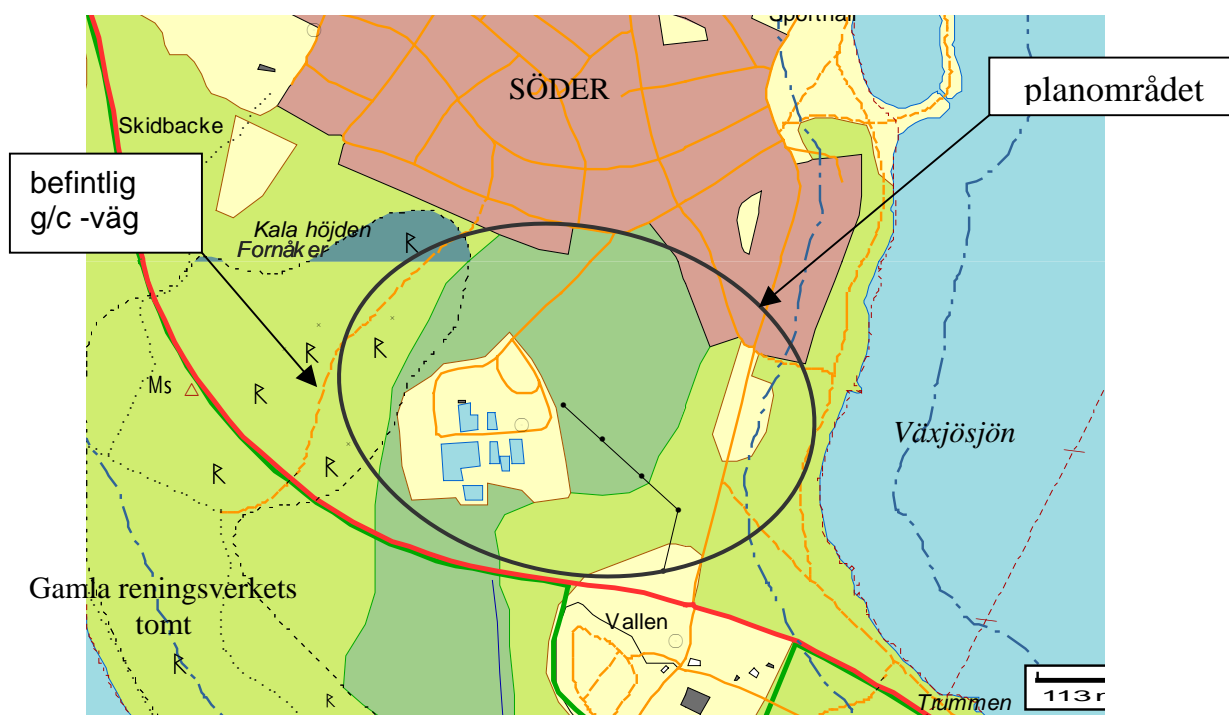 Sporthall
SÖDER
planområdet
Skidbacke
befintlig
g/c -väg
Kala höjden
Fornåker
R
R
R
Ms
R
Växjösjön
R
R
Gamla reningsverkets
tomt
Vallen
R
R
113 m
Trummen